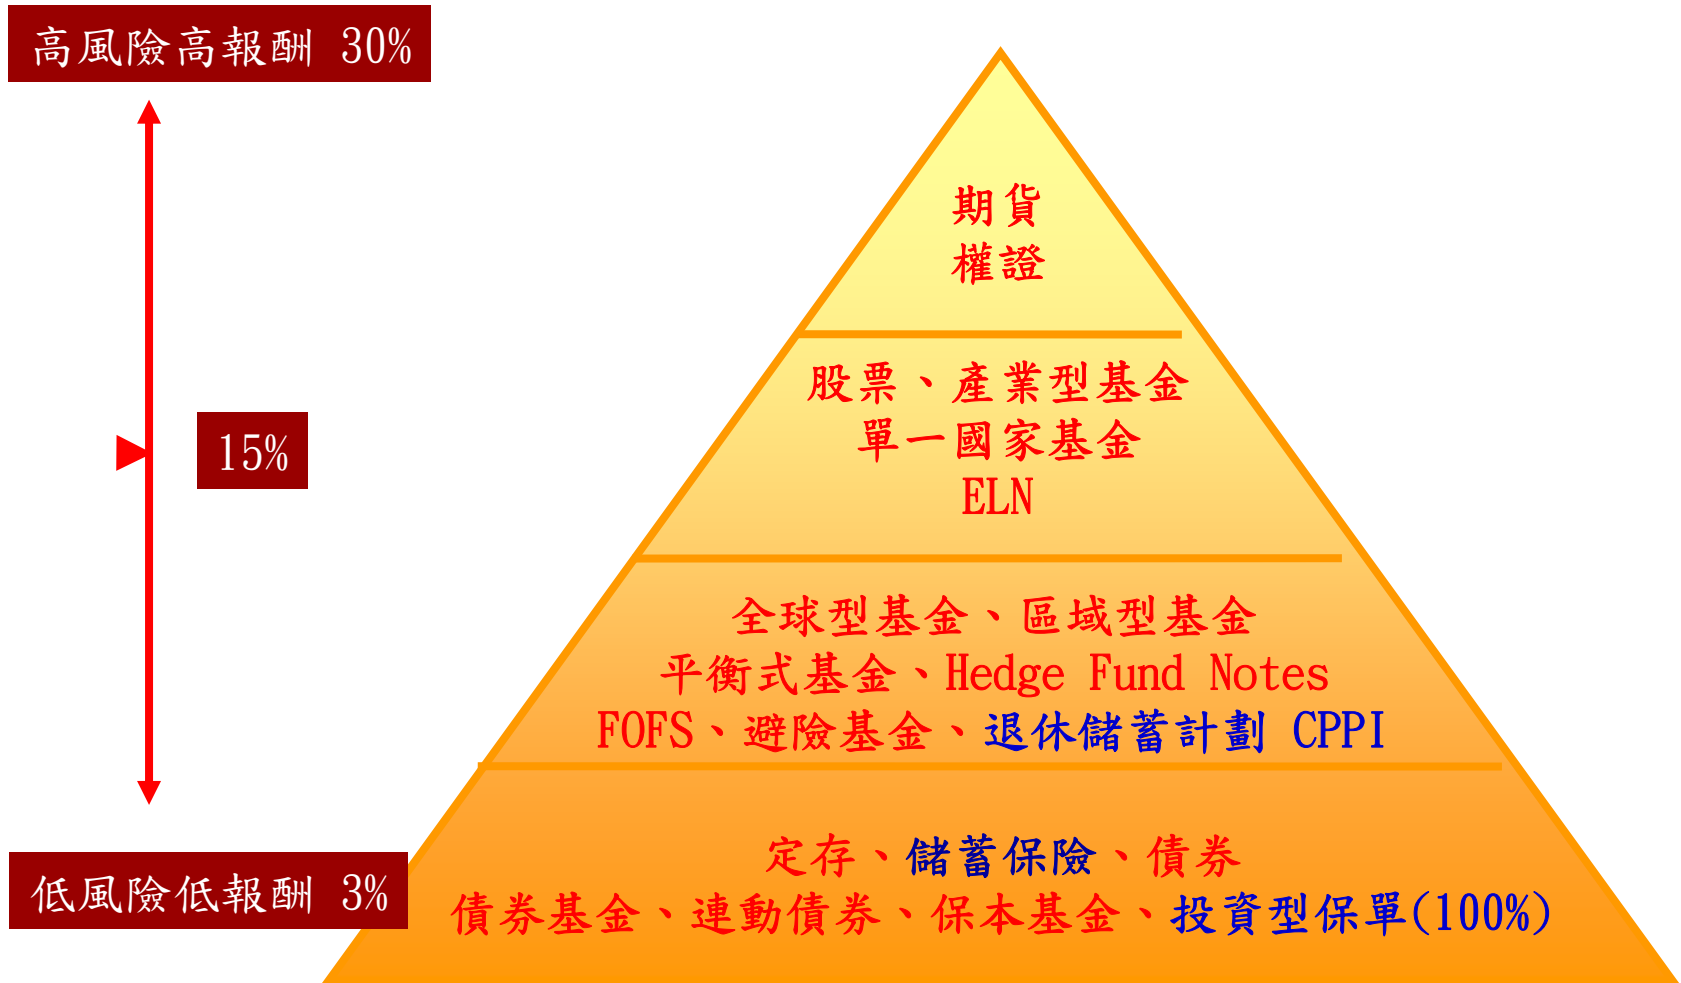 高風險高報酬 30%
期貨
權證
股票、產業型基金
單一國家基金
ELN
15%
全球型基金、區域型基金
平衡式基金、Hedge Fund Notes
FOFS、避險基金、退休儲蓄計劃 CPPI
定存、儲蓄保險、債券
債券基金、連動債券、保本基金、投資型保單(100%)
低風險低報酬 3%